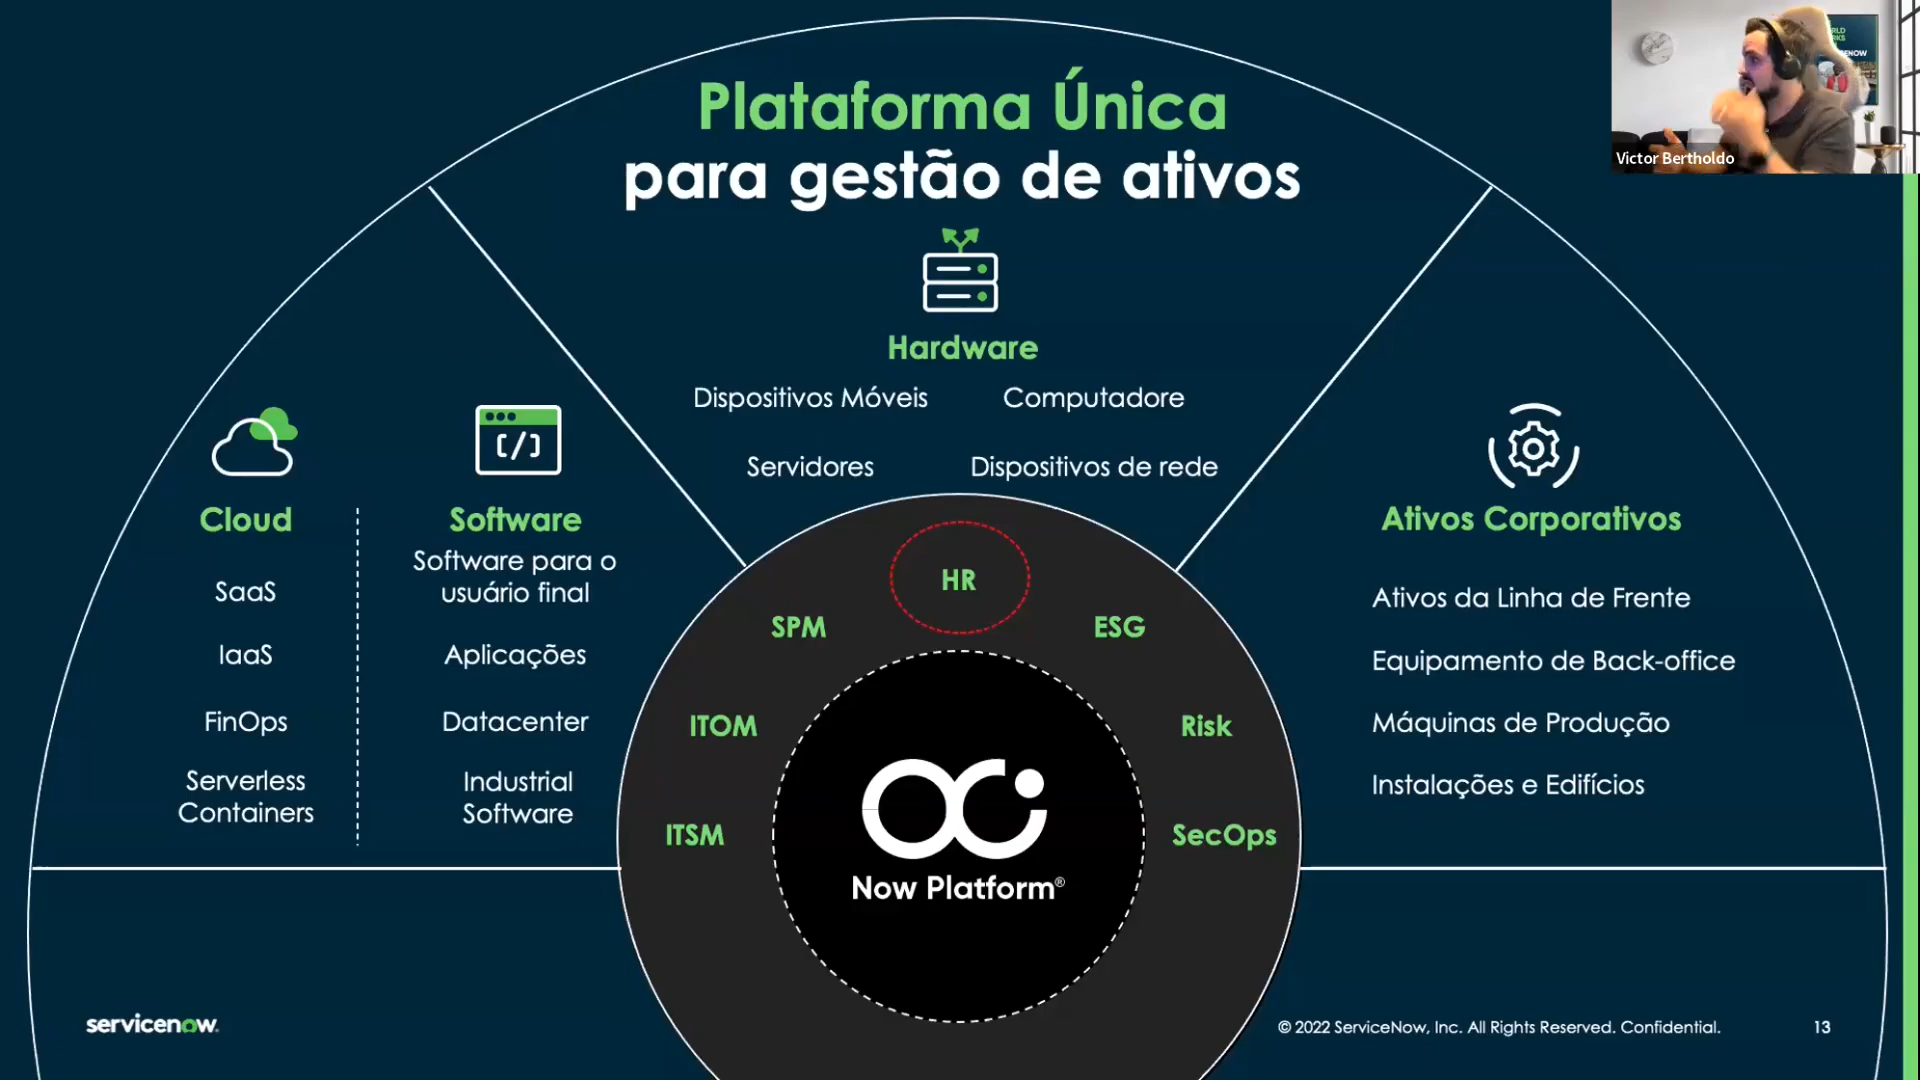 Plataforma Única
para gestão de ativos
Victor Bertholdo
Hardware
Dispositivos Móveis
Computadore
Servidores
Dispositivos de rede
Cloud
SaaS
IaaS
FinOps
Serverless
Containers
Software
Software para o
usuário final
Aplicações
Datacenter
Industrial
Software
Ativos Corporativos
Ativos da Linha de Frente
Equipamento de Back-office
Máquinas de Produção
Instalações e Edifícios
HR
SPM
ESG
ITOM
Risk
ITSM
SecOps
Now Platform®
servicenow.
© 2022 ServiceNow, Inc. All Rights Reserved. Confidential.
13